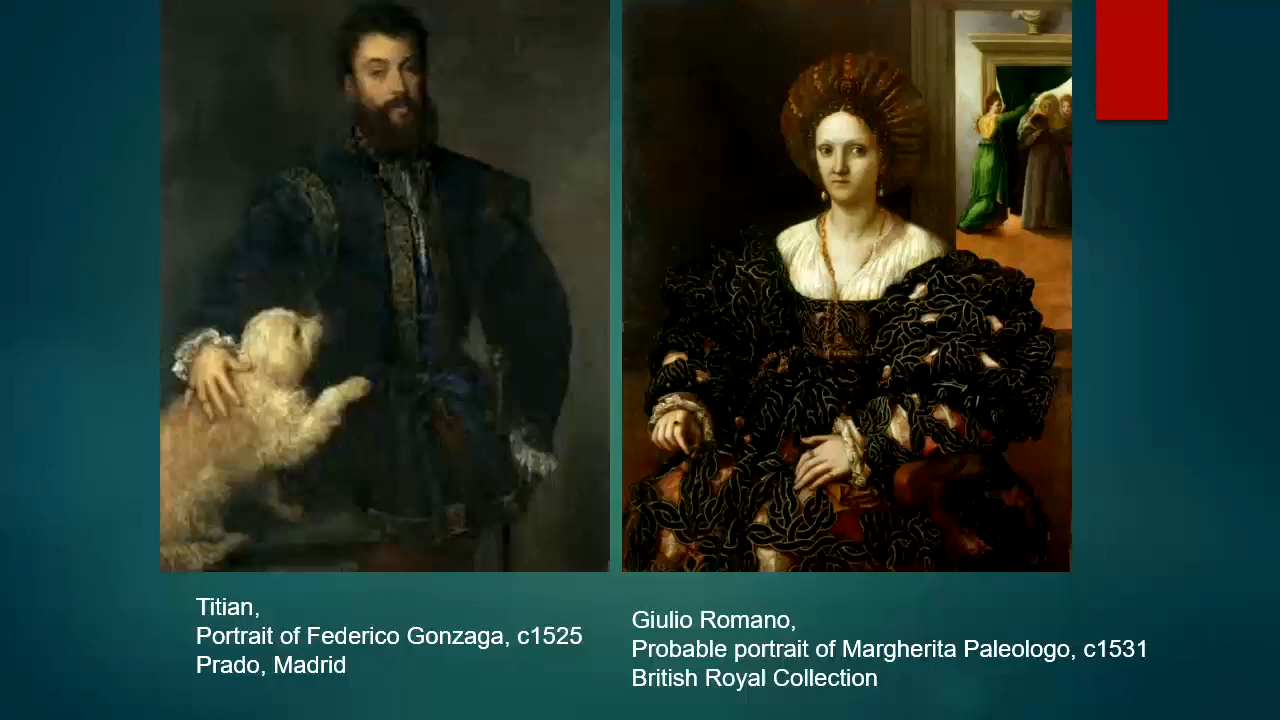 Titian,
Portrait of Federico Gonzaga, c1525
Prado, Madrid
Giulio Romano,
Probable portrait of Margherita Paleologo, c1531
British Royal Collection